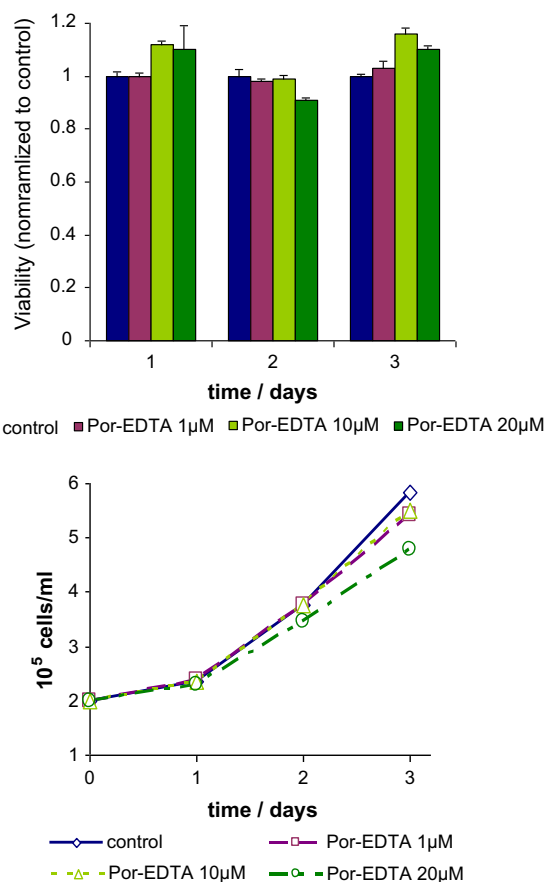 Viability (nomramlized to control)
1.2
1
0.8
0.6
0.4
0.2
0
1 2 3
time / days
control Por-EDTA 1µM Por-EDTA 10µM Por-EDTA 20µM
10⁵ cells/ml
6
5
4
3
2
1
0 1 2 3
time / days
control Por-EDTA 1µM
Por-EDTA 10µM Por-EDTA 20µM